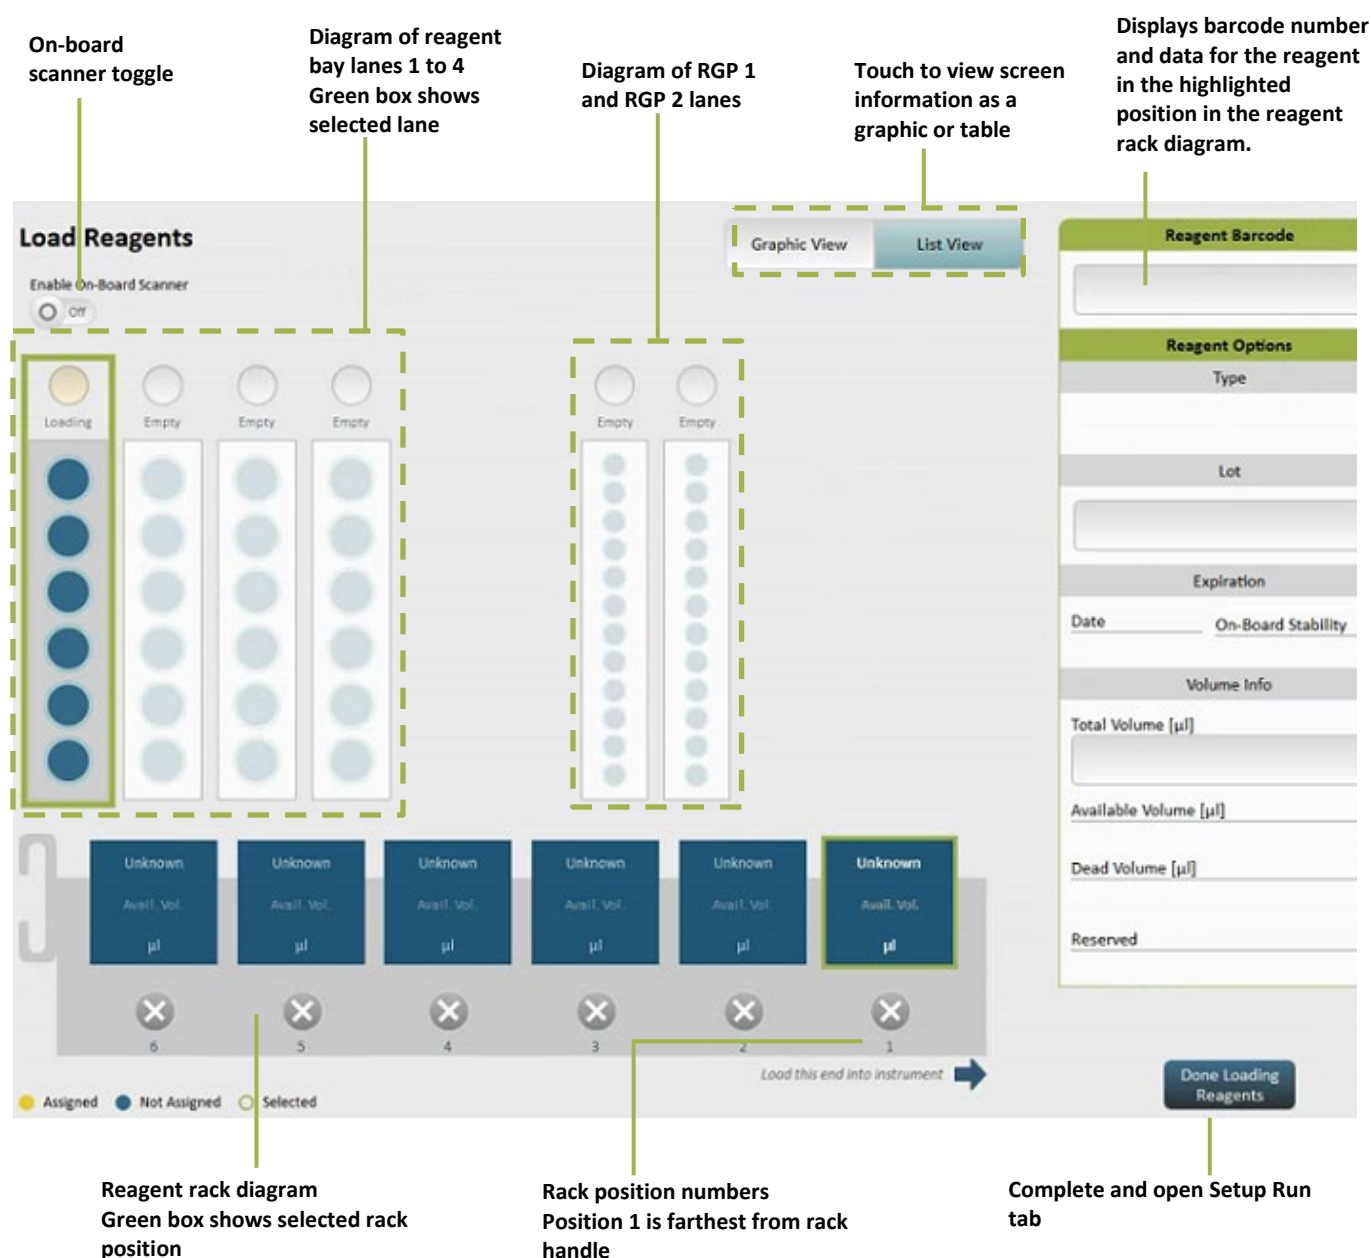 On-board
scanner toggle
Diagram of reagent
bay lanes 1 to 4
Green box shows
selected lane
Diagram of RGP 1
and RGP 2 lanes
Touch to view screen
information as a
graphic or table
Displays barcode number
and data for the reagent
in the highlighted
position in the reagent
rack diagram.
Load Reagents
Enable On-Board Scanner
Off
Graphic View
List View
Loading
Empty
Empty
Empty
Empty
Empty
Reagent Barcode
Reagent Options
Type
Lot
Expiration
Date On-Board Stability
Volume Info
Total Volume [µl]
Available Volume [µl]
Dead Volume [µl]
Reserved
Unknown Unknown Unknown Unknown Unknown Unknown
Avail. Vol. Avail. Vol. Avail. Vol. Avail. Vol. Avail. Vol. Avail. Vol.
µl µl µl µl µl µl
6 5 4 3 2 1
Load this end into instrument
Assigned Not Assigned Selected
Done Loading
Reagents
Reagent rack diagram
Green box shows selected rack
position
Rack position numbers
Position 1 is farthest from rack
handle
Complete and open Setup Run
tab